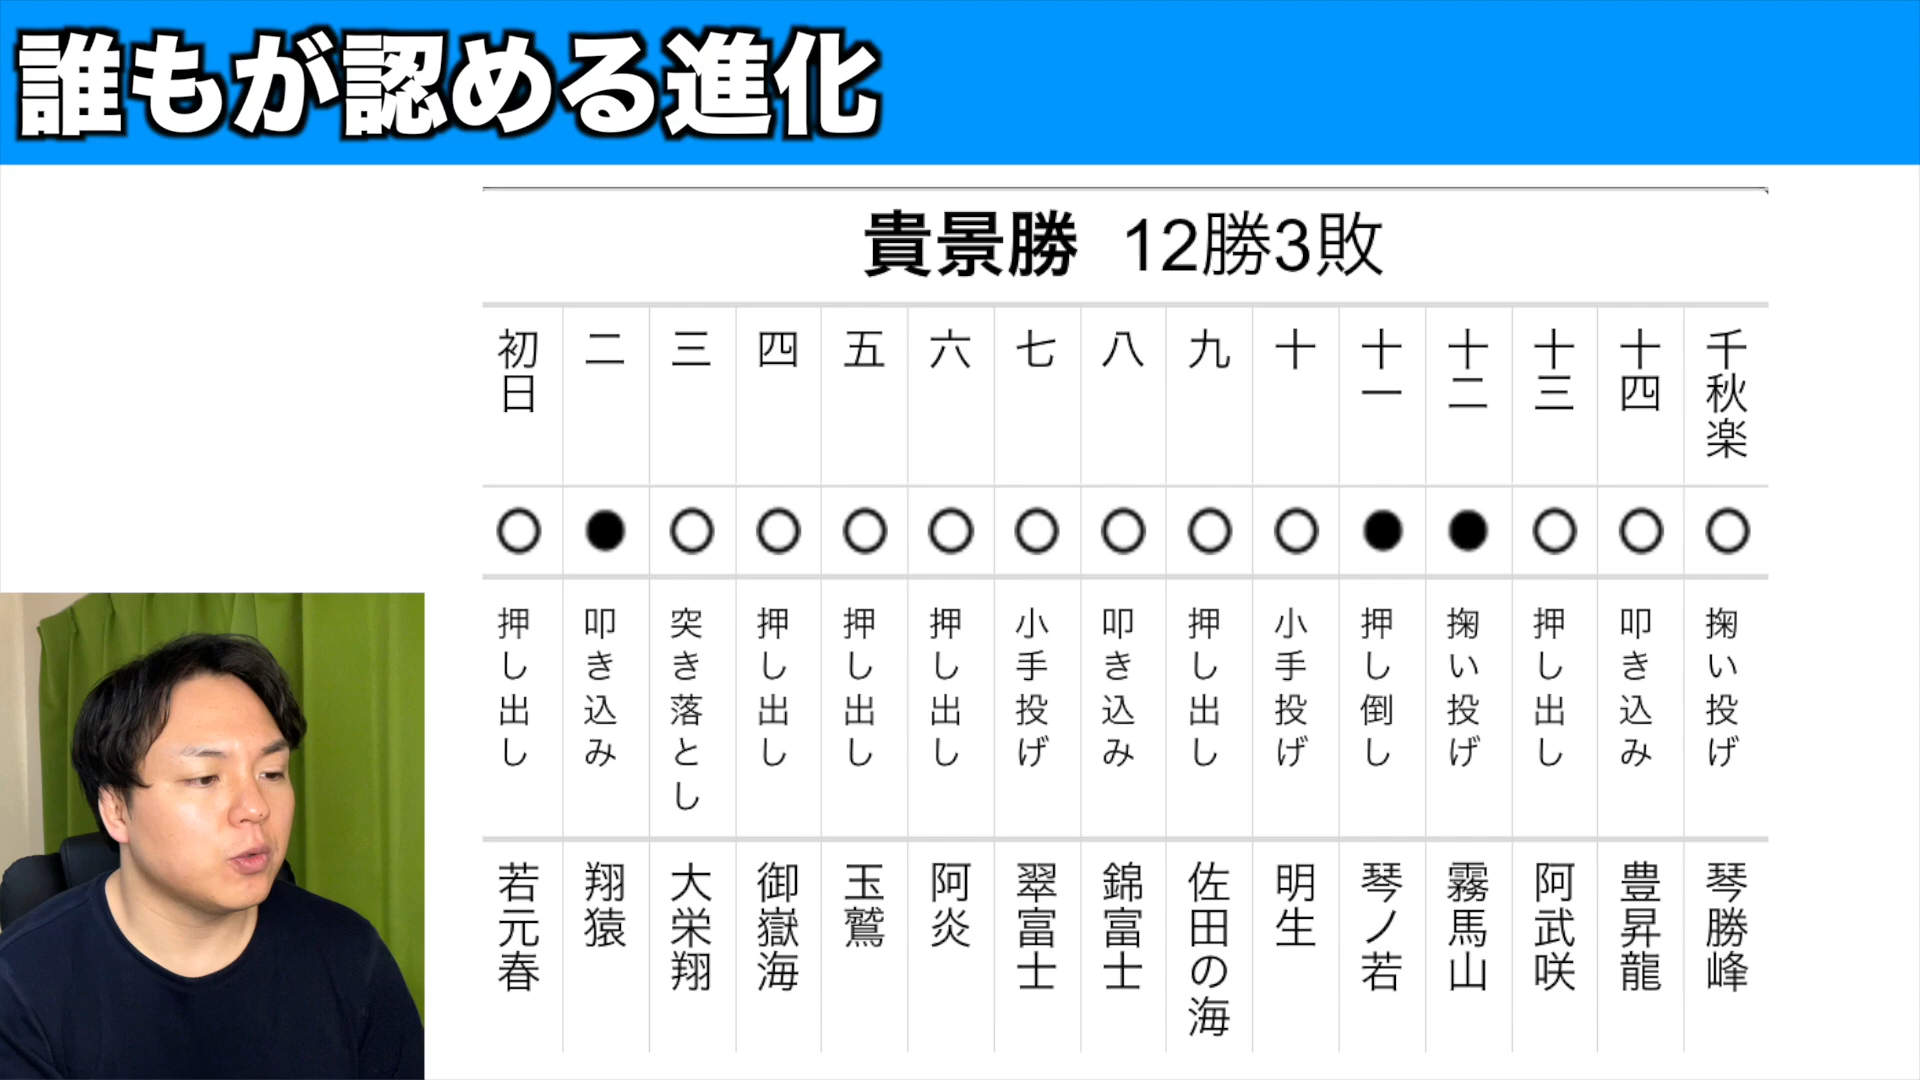 誰もが認める進化
貴景勝 12勝3敗
初日 二 三 四 五 六 七 八 九 十 十一 十二 十三 十四 千秋楽
○ ● ○ ○ ○ ○ ○ ○ ○ ○ ● ● ○ ○ ○
押し出し 叩き込み 突き落とし 押し出し 押し出し 押し出し 小手投げ 叩き込み 押し出し 小手投げ 押し倒し 掬い投げ 押し出し 叩き込み 掬い投げ
若元春 翔猿 大栄翔 御嶽海 玉鷲 阿炎 翠富士 錦富士 佐田の海 明生 琴ノ若 霧馬山 阿武咲 豊昇龍 琴勝峰